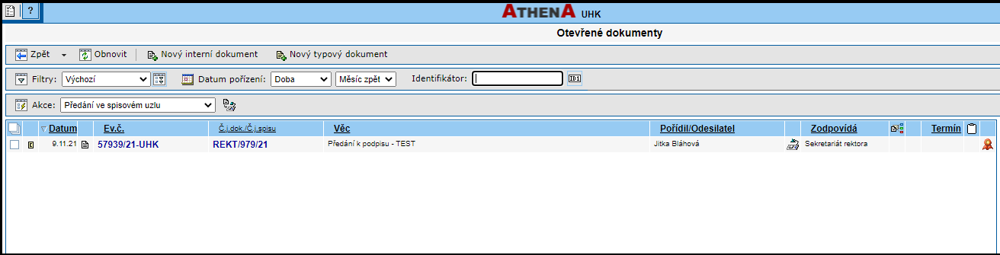 ? ATHENA UHK
Otevřené dokumenty
Zpět Obnovit Nový interní dokument Nový typový dokument
Filtry: Výchozí Datum pořízení: Doba Měsíc zpět Identifikátor: ID1
Akce: Předání ve spisovém uzlu
Datum Ev.č. Č.j.dok./Č.j.spisu Věc Pořídil/Odesilatel Zodpovídá Termín
E 9.11.21 57939/21-UHK REKT/979/21 Předání k podpisu - TEST Jitka Bláhová Sekretariát rektora